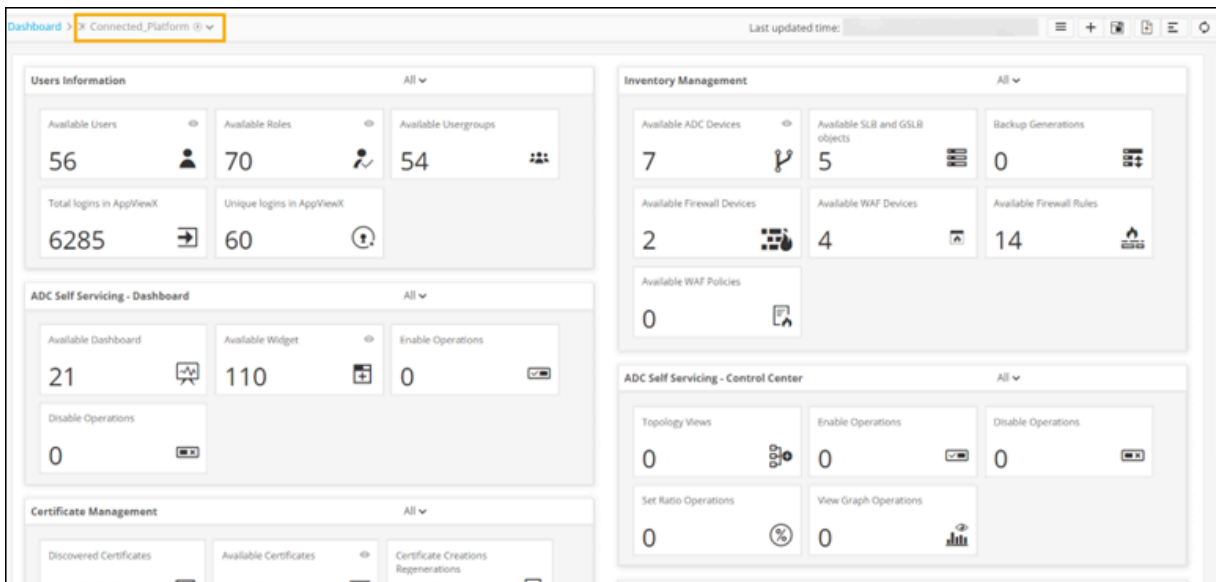 Dashboard > Connected_Platform
Last updated time:
Users Information
All
Available Users
56
Available Roles
70
Available Usergroups
54
Total logins in AppViewX
6285
Unique logins in AppViewX
60
ADC Self Servicing - Dashboard
All
Available Dashboard
21
Available Widget
110
Enable Operations
0
Disable Operations
0
Certificate Management
All
Discovered Certificates
Available Certificates
Certificate Creations
Regenerations
Inventory Management
All
Available ADC Devices
7
Available SLB and GSLB
objects
5
Backup Generations
0
Available Firewall Devices
2
Available WAF Devices
4
Available Firewall Rules
14
Available WAF Policies
0
ADC Self Servicing - Control Center
All
Topology Views
0
Enable Operations
0
Disable Operations
0
Set Ratio Operations
0
View Graph Operations
0